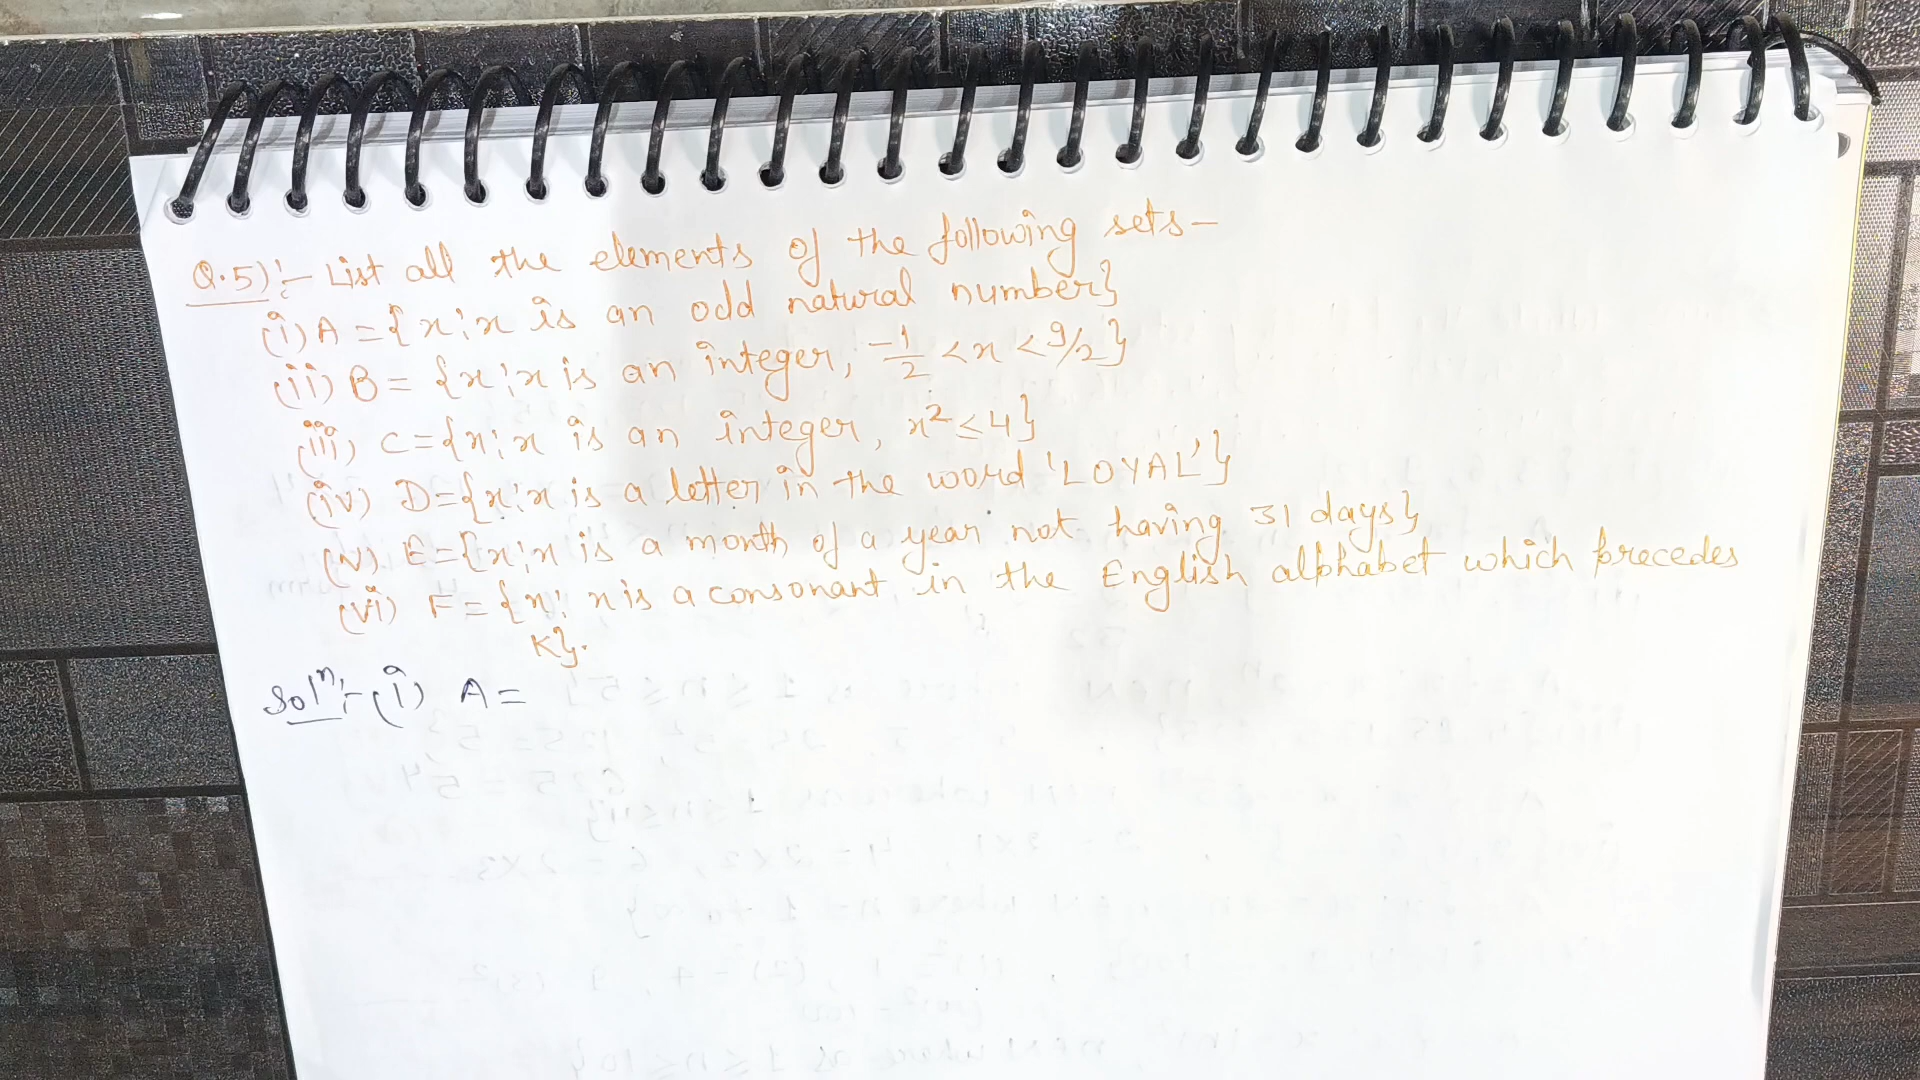 Q.5):- List all the elements of the following sets-
(i) A = {x:x is an odd natural number}
(ii) B = {x:x is an integer, -1/2 < x < 9/2}
(iii) C = {x:x is an integer, x² ≤ 4}
(iv) D = {x:x is a letter in the word 'LOYAL'}
(v) E = {x:x is a month of a year not having 31 days}
(vi) F = {x: x is a consonant in the English alphabet which precedes
K}.
Solⁿ:- (i) A =